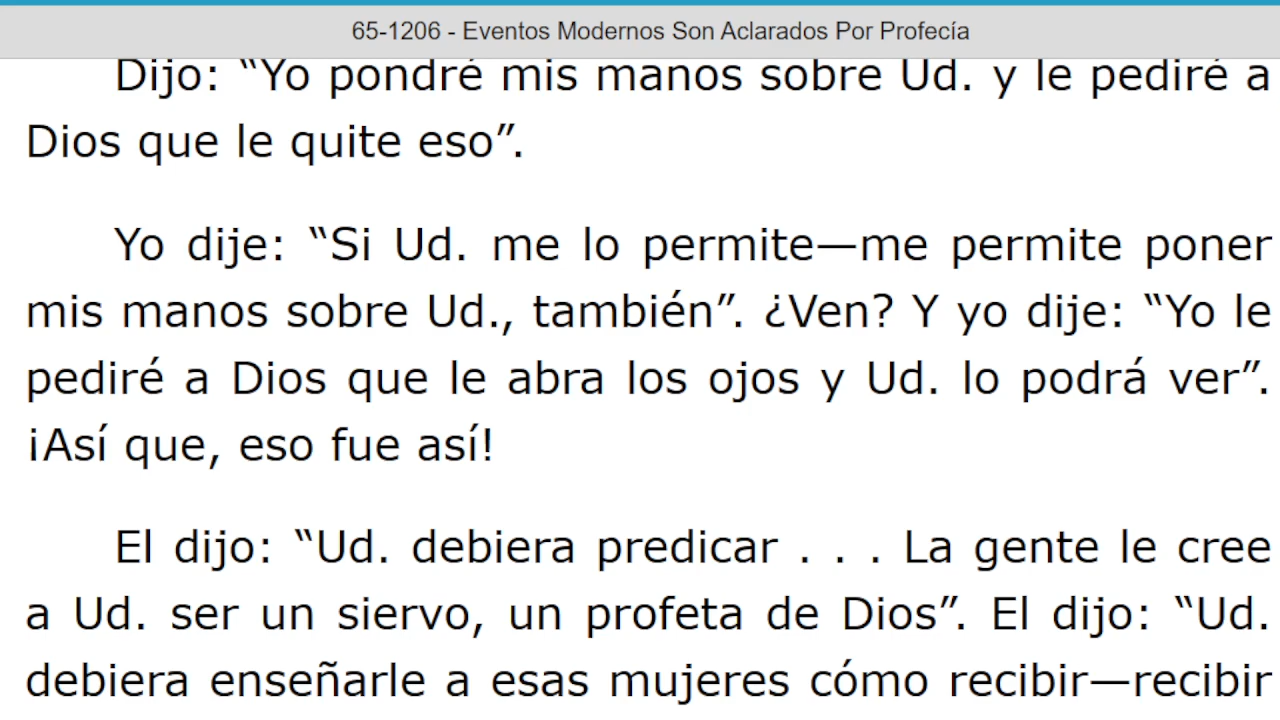 65-1206 - Eventos Modernos Son Aclarados Por Profecía
Dijo: “Yo pondré mis manos sobre Ud. y le pediré a
Dios que le quite eso”.
Yo dije: “Si Ud. me lo permite—me permite poner
mis manos sobre Ud., también”. ¿Ven? Y yo dije: “Yo le
pediré a Dios que le abra los ojos y Ud. lo podrá ver”.
¡Así que, eso fue así!
El dijo: “Ud. debiera predicar . . . La gente le cree
a Ud. ser un siervo, un profeta de Dios”. El dijo: “Ud.
debiera enseñarle a esas mujeres cómo recibir—recibir